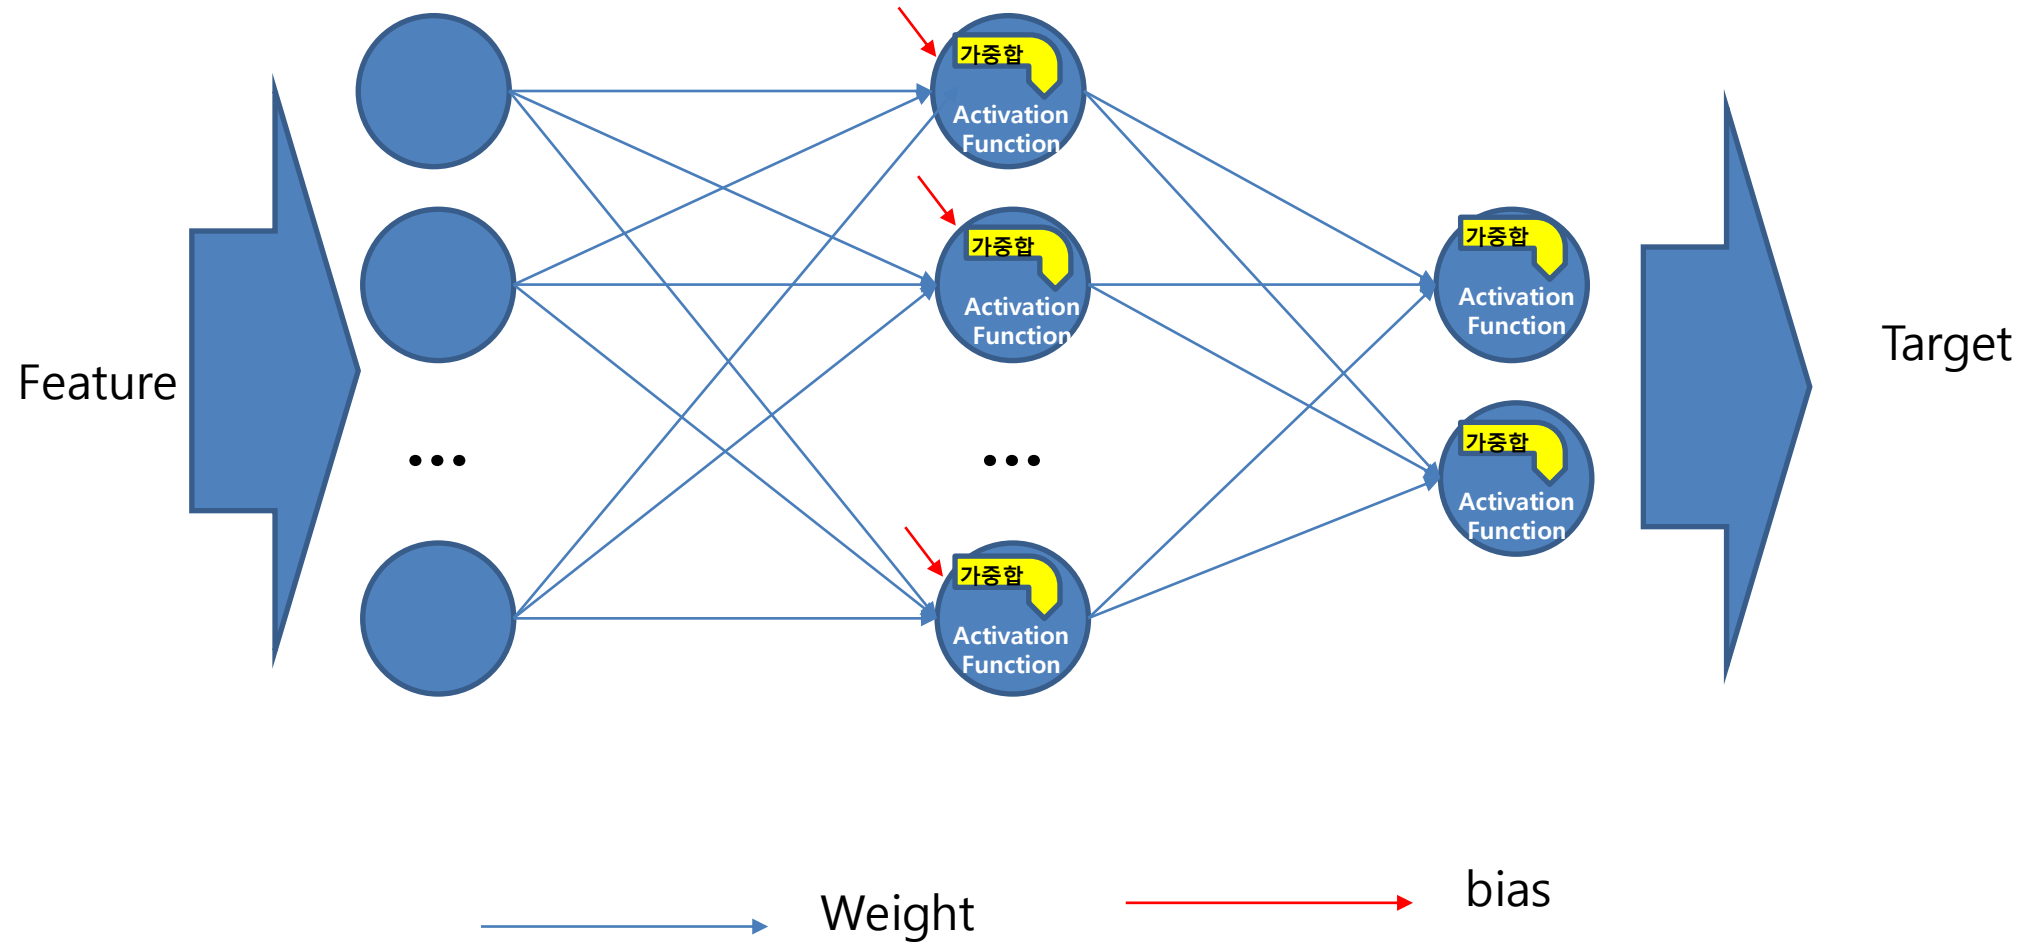 가중합
Activation
Function
가중합
Activation
Function
가중합
Activation
Function
Feature
Target
...
...
가중합
Activation
Function
가중합
Activation
Function
Weight
bias